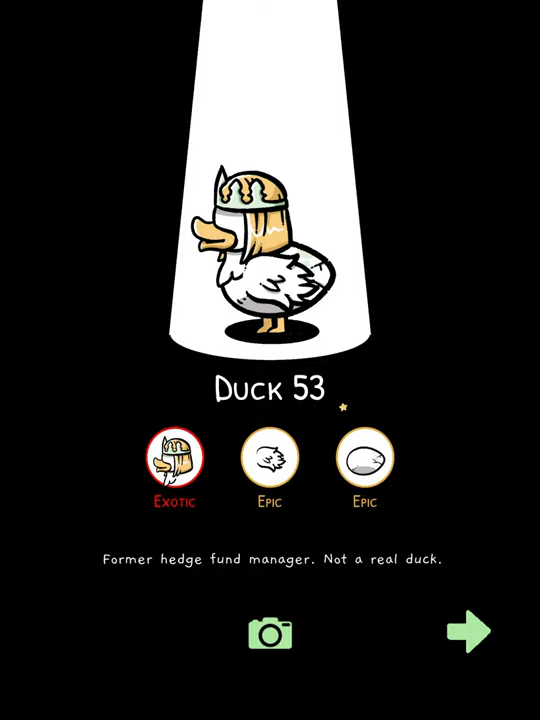 Duck 53
Exotic
Epic
Epic
Former hedge fund manager. Not a real duck.